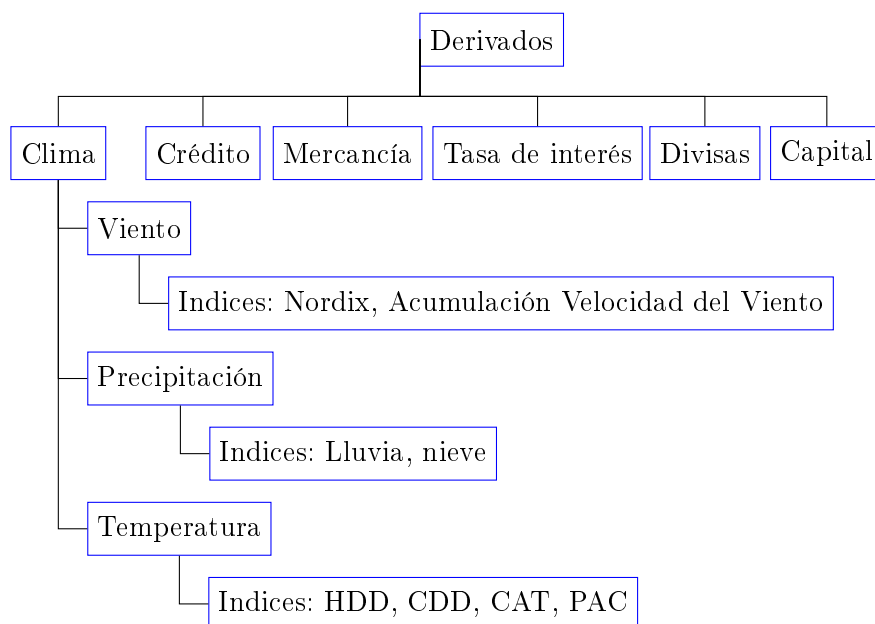 Derivados
Clima
Crédito
Mercancía
Tasa de interés
Divisas
Capital
Viento
Indices: Nordix, Acumulación Velocidad del Viento
Precipitación
Indices: Lluvia, nieve
Temperatura
Indices: HDD, CDD, CAT, PAC